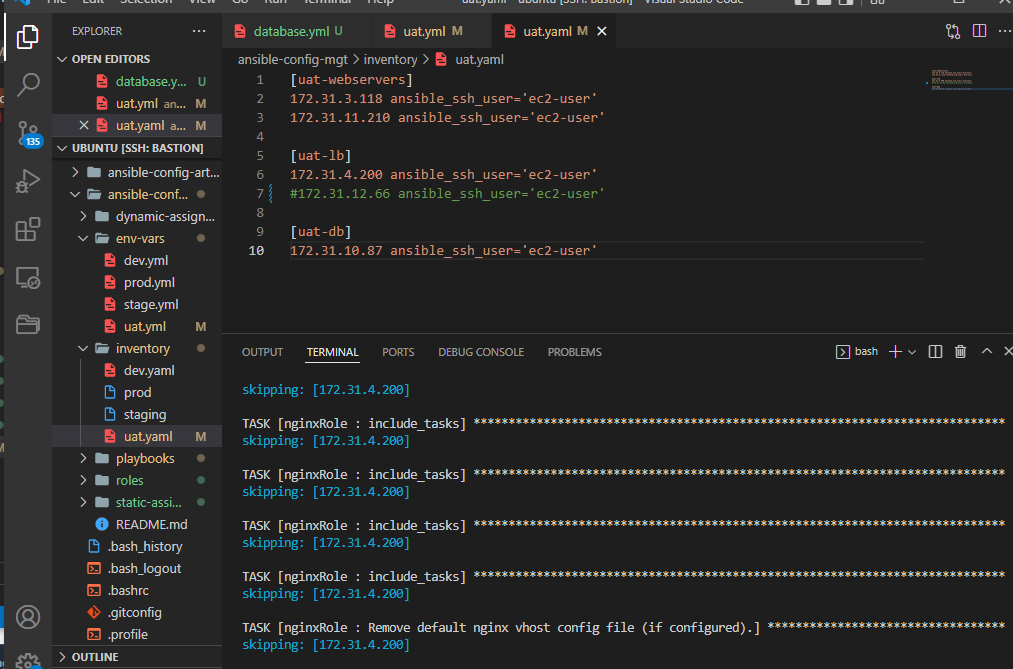 File Edit Selection View Go Run Terminal Help
uat.yaml - ubuntu [SSH: Bastion] - Visual Studio Code
EXPLORER
OPEN EDITORS
database.y... U
uat.yml an... M
uat.yaml a... M
UBUNTU [SSH: BASTION]
ansible-config-art...
ansible-conf...
dynamic-assign...
env-vars
dev.yml
prod.yml
stage.yml
uat.yml M
inventory
dev.yaml
prod
staging
uat.yaml M
playbooks
roles
static-assi...
README.md
.bash_history
.bash_logout
.bashrc
.gitconfig
.profile
OUTLINE
135
database.yml U
uat.yml M
uat.yaml M
ansible-config-mgt > inventory > uat.yaml
1 [uat-webservers]
2 172.31.3.118 ansible_ssh_user='ec2-user'
3 172.31.11.210 ansible_ssh_user='ec2-user'
4
5 [uat-lb]
6 172.31.4.200 ansible_ssh_user='ec2-user'
7 #172.31.12.66 ansible_ssh_user='ec2-user'
8
9 [uat-db]
10 172.31.10.87 ansible_ssh_user='ec2-user'
OUTPUT TERMINAL PORTS DEBUG CONSOLE PROBLEMS
bash
skipping: [172.31.4.200]
TASK [nginxRole : include_tasks] ****************************************************************************
skipping: [172.31.4.200]
TASK [nginxRole : include_tasks] ****************************************************************************
skipping: [172.31.4.200]
TASK [nginxRole : include_tasks] ****************************************************************************
skipping: [172.31.4.200]
TASK [nginxRole : include_tasks] ****************************************************************************
skipping: [172.31.4.200]
TASK [nginxRole : Remove default nginx vhost config file (if configured).] **********************************
skipping: [172.31.4.200]